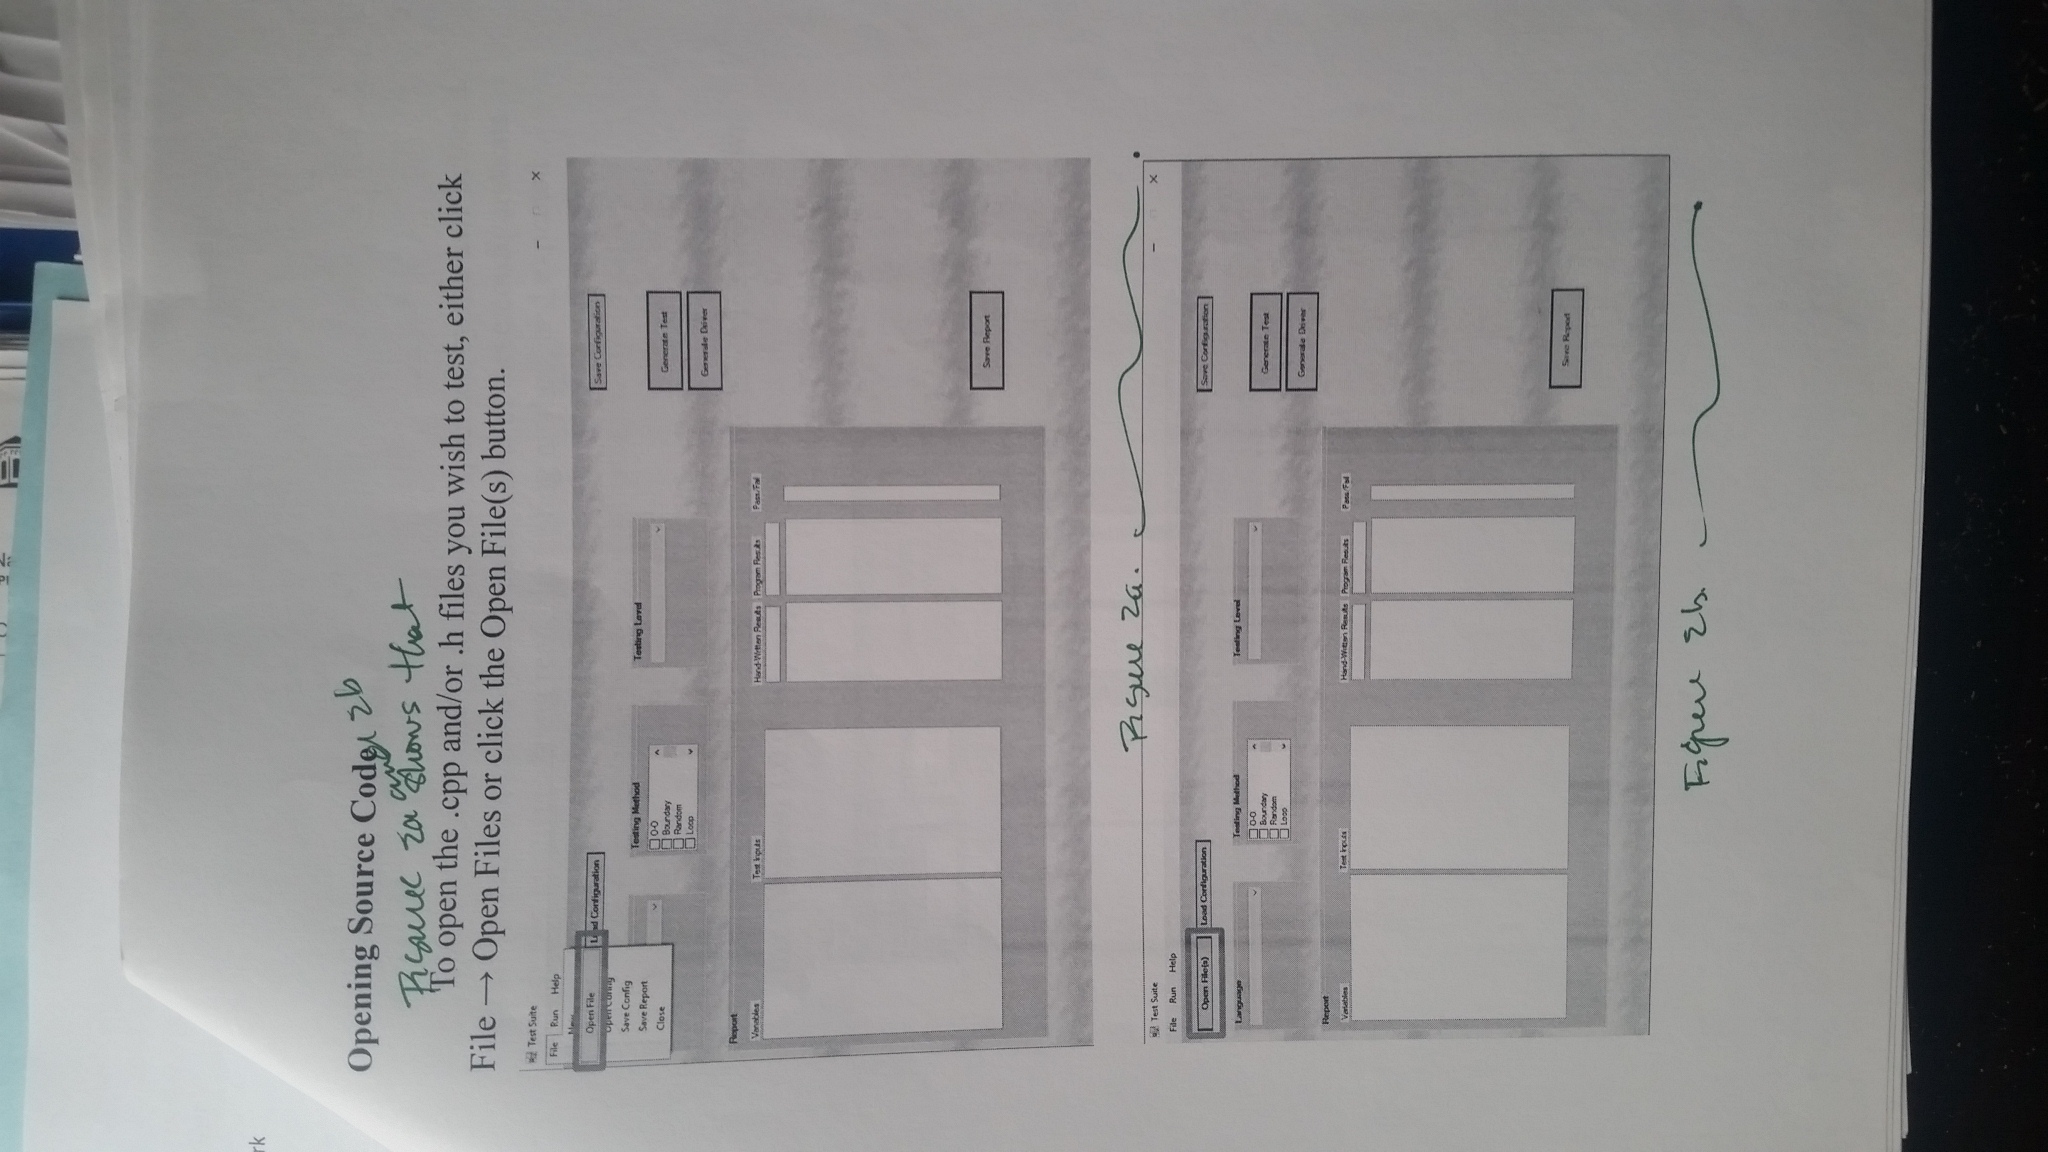 rk
Opening Source Code
and 2b
Figure 2a shows that
To open the .cpp and/or .h files you wish to test, either click
File → Open Files or click the Open File(s) button.
Test Suite
File Run Help
New
Open File
Load Configuration
Save Configuration
Open Config
Save Config
Save Report
Close
Testing Method
O-O
Boundary
Random
Loop
Testing Level
Generate Test
Generate Driver
Report
Variables
Test Inputs
Hand-Written Results
Program Results
Pass/Fail
Save Report
Figure 2a.
Test Suite
File Run Help
Open File(s)
Load Configuration
Save Configuration
Language
Testing Method
O-O
Boundary
Random
Loop
Testing Level
Generate Test
Generate Driver
Report
Variables
Test Inputs
Hand-Written Results
Program Results
Pass/Fail
Save Report
Figure 2b.